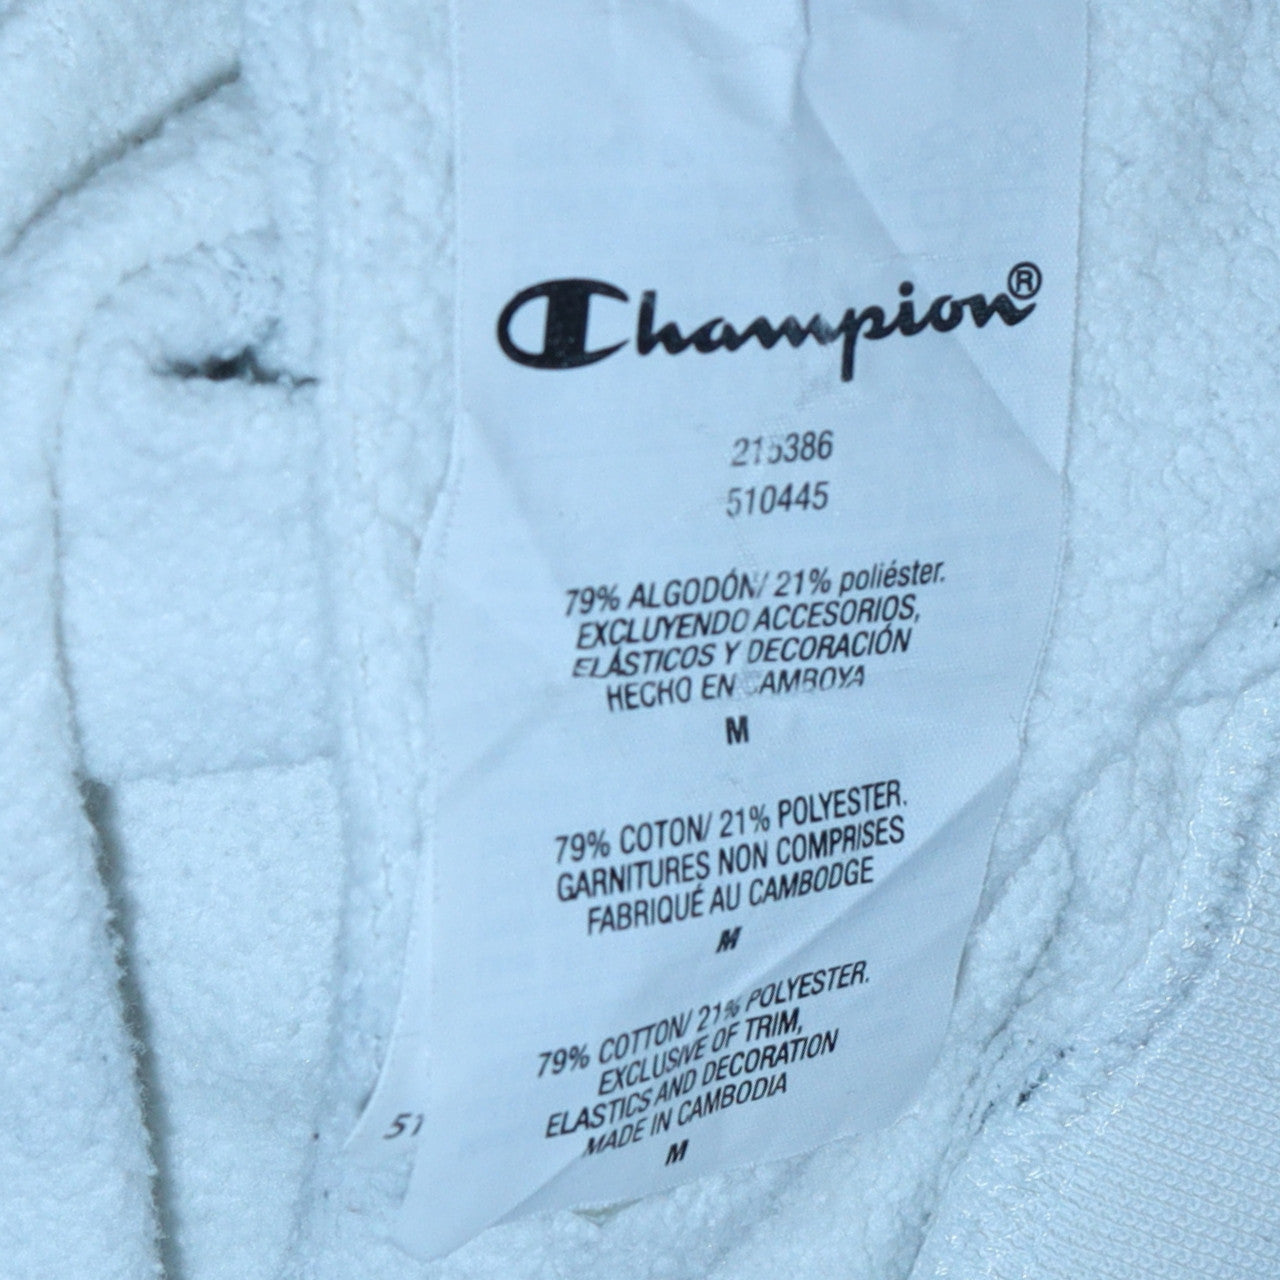 Champion®
215386
510445
79% ALGODÓN/ 21% poliéster.
EXCLUYENDO ACCESORIOS,
ELÁSTICOS Y DECORACIÓN
HECHO EN CAMBOYA
M
79% COTON/ 21% POLYESTER.
GARNITURES NON COMPRISES
FABRIQUÉ AU CAMBODGE
M
79% COTTON/ 21% POLYESTER.
EXCLUSIVE OF TRIM,
ELASTICS AND DECORATION
MADE IN CAMBODIA
M
51